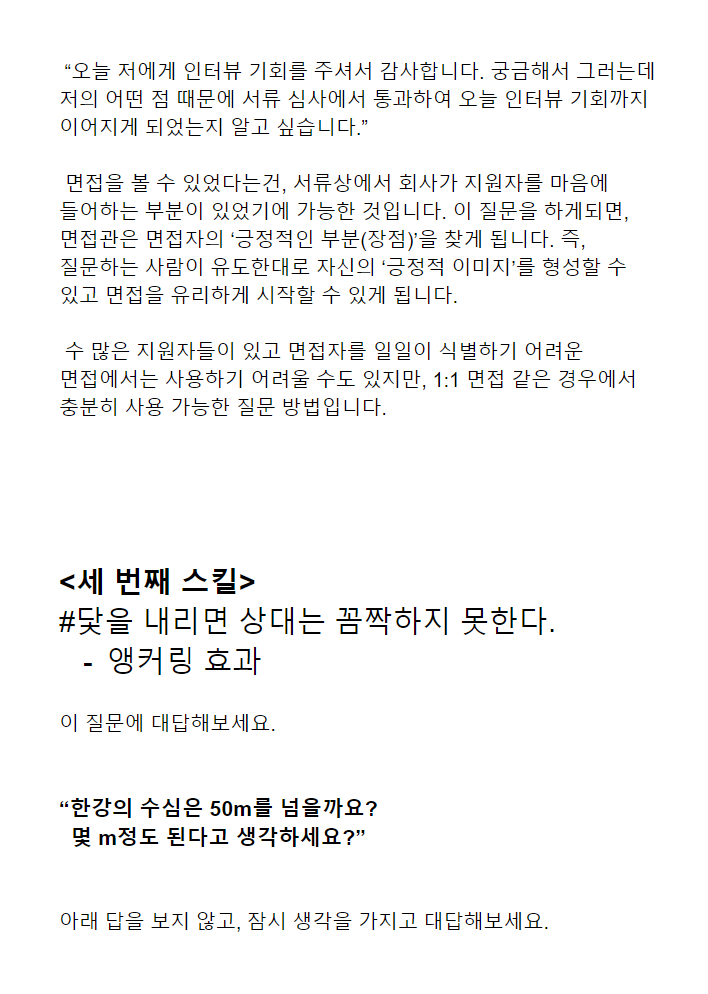 “오늘 저에게 인터뷰 기회를 주셔서 감사합니다. 궁금해서 그러는데
저의 어떤 점 때문에 서류 심사에서 통과하여 오늘 인터뷰 기회까지
이어지게 되었는지 알고 싶습니다.”
면접을 볼 수 있었다는건, 서류상에서 회사가 지원자를 마음에
들어하는 부분이 있었기에 가능한 것입니다. 이 질문을 하게되면,
면접관은 면접자의 ‘긍정적인 부분(장점)’을 찾게 됩니다. 즉,
질문하는 사람이 유도한대로 자신의 ‘긍정적 이미지’를 형성할 수
있고 면접을 유리하게 시작할 수 있게 됩니다.
수 많은 지원자들이 있고 면접자를 일일이 식별하기 어려운
면접에서는 사용하기 어려울 수도 있지만, 1:1 면접 같은 경우에서
충분히 사용 가능한 질문 방법입니다.
<세 번째 스킬>
#닻을 내리면 상대는 꼼짝하지 못한다.
- 앵커링 효과
이 질문에 대답해보세요.
“한강의 수심은 50m를 넘을까요?
몇 m정도 된다고 생각하세요?”
아래 답을 보지 않고, 잠시 생각을 가지고 대답해보세요.